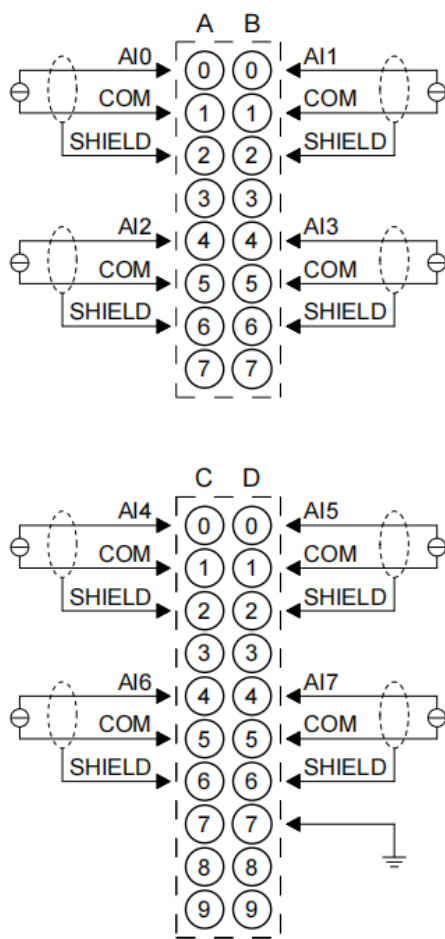 A B
AI0 0 0 AI1
COM 1 1 COM
SHIELD 2 2 SHIELD
3 3
AI2 4 4 AI3
COM 5 5 COM
SHIELD 6 6 SHIELD
7 7
C D
AI4 0 0 AI5
COM 1 1 COM
SHIELD 2 2 SHIELD
3 3
AI6 4 4 AI7
COM 5 5 COM
SHIELD 6 6 SHIELD
7 7
8 8
9 9